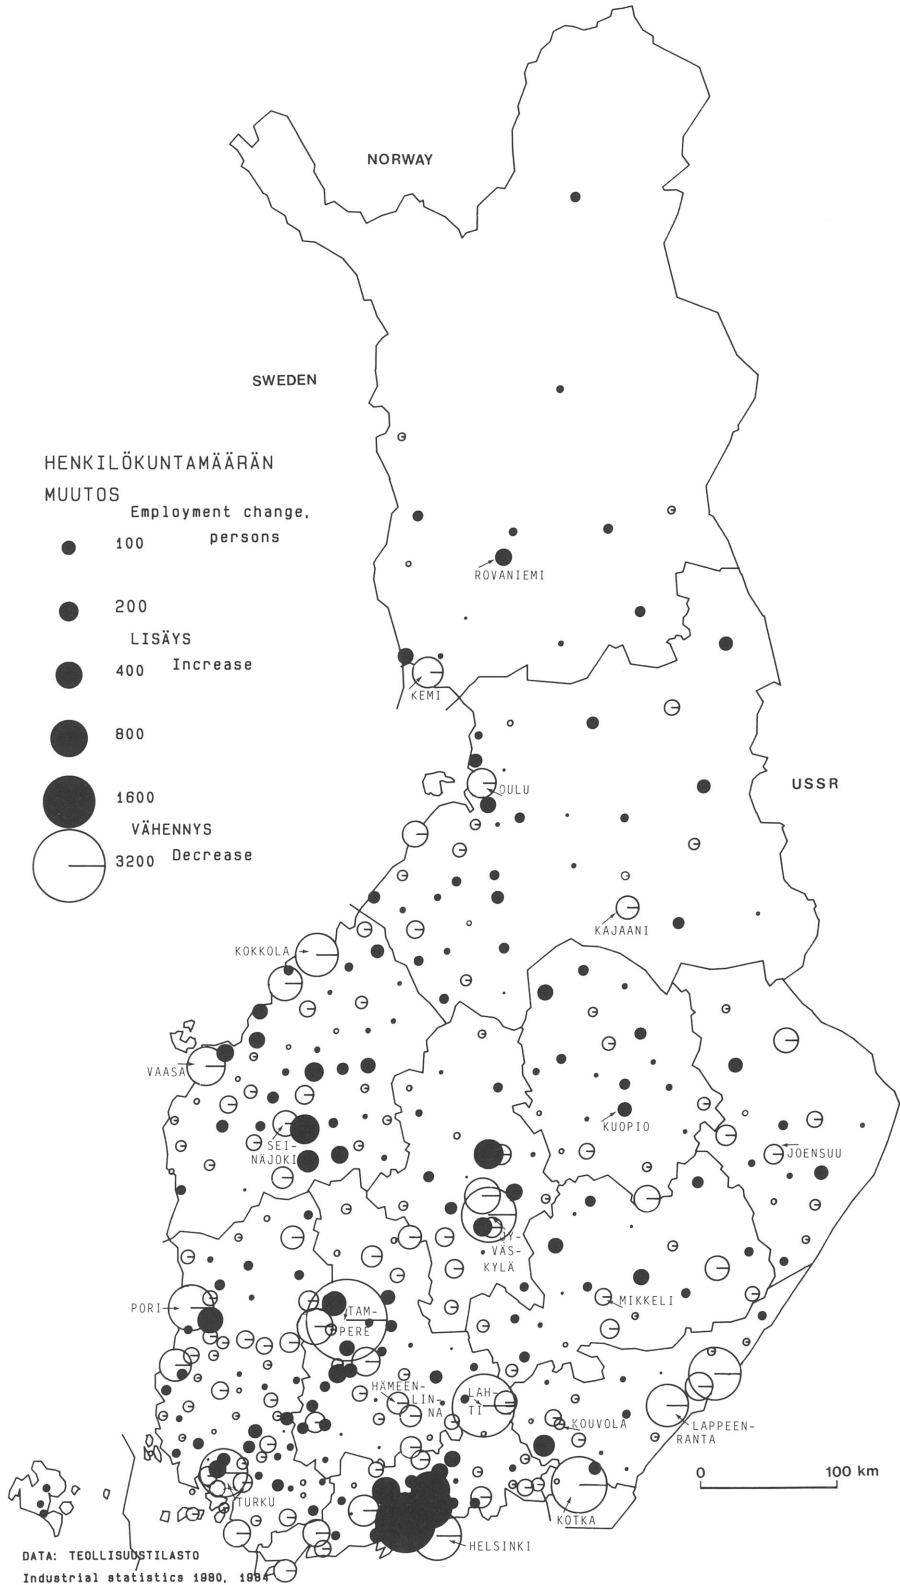 NORWAY
SWEDEN
HENKILÖKUNTAMÄÄRÄN
MUUTOS
Employment change,
persons
100
200
LISÄYS
Increase
400
800
1600
VÄHENNYS
Decrease
3200
ROVANIEMI
KEMI
OULU
USSR
KAJAANI
KOKKOLA
VAASA
KUOPIO
SEI-
NÄJOKI
JOENSUU
JY-
VÄS-
KYLÄ
PORI
TAM-
PERE
MIKKELI
HÄMEEN-
LIN-
NA
LAH-
TI
KOUVOLA
LAPPEEN-
RANTA
TURKU
KOTKA
HELSINKI
0 100 km
DATA: TEOLLISUUSTILASTO
Industrial statistics 1980, 1984